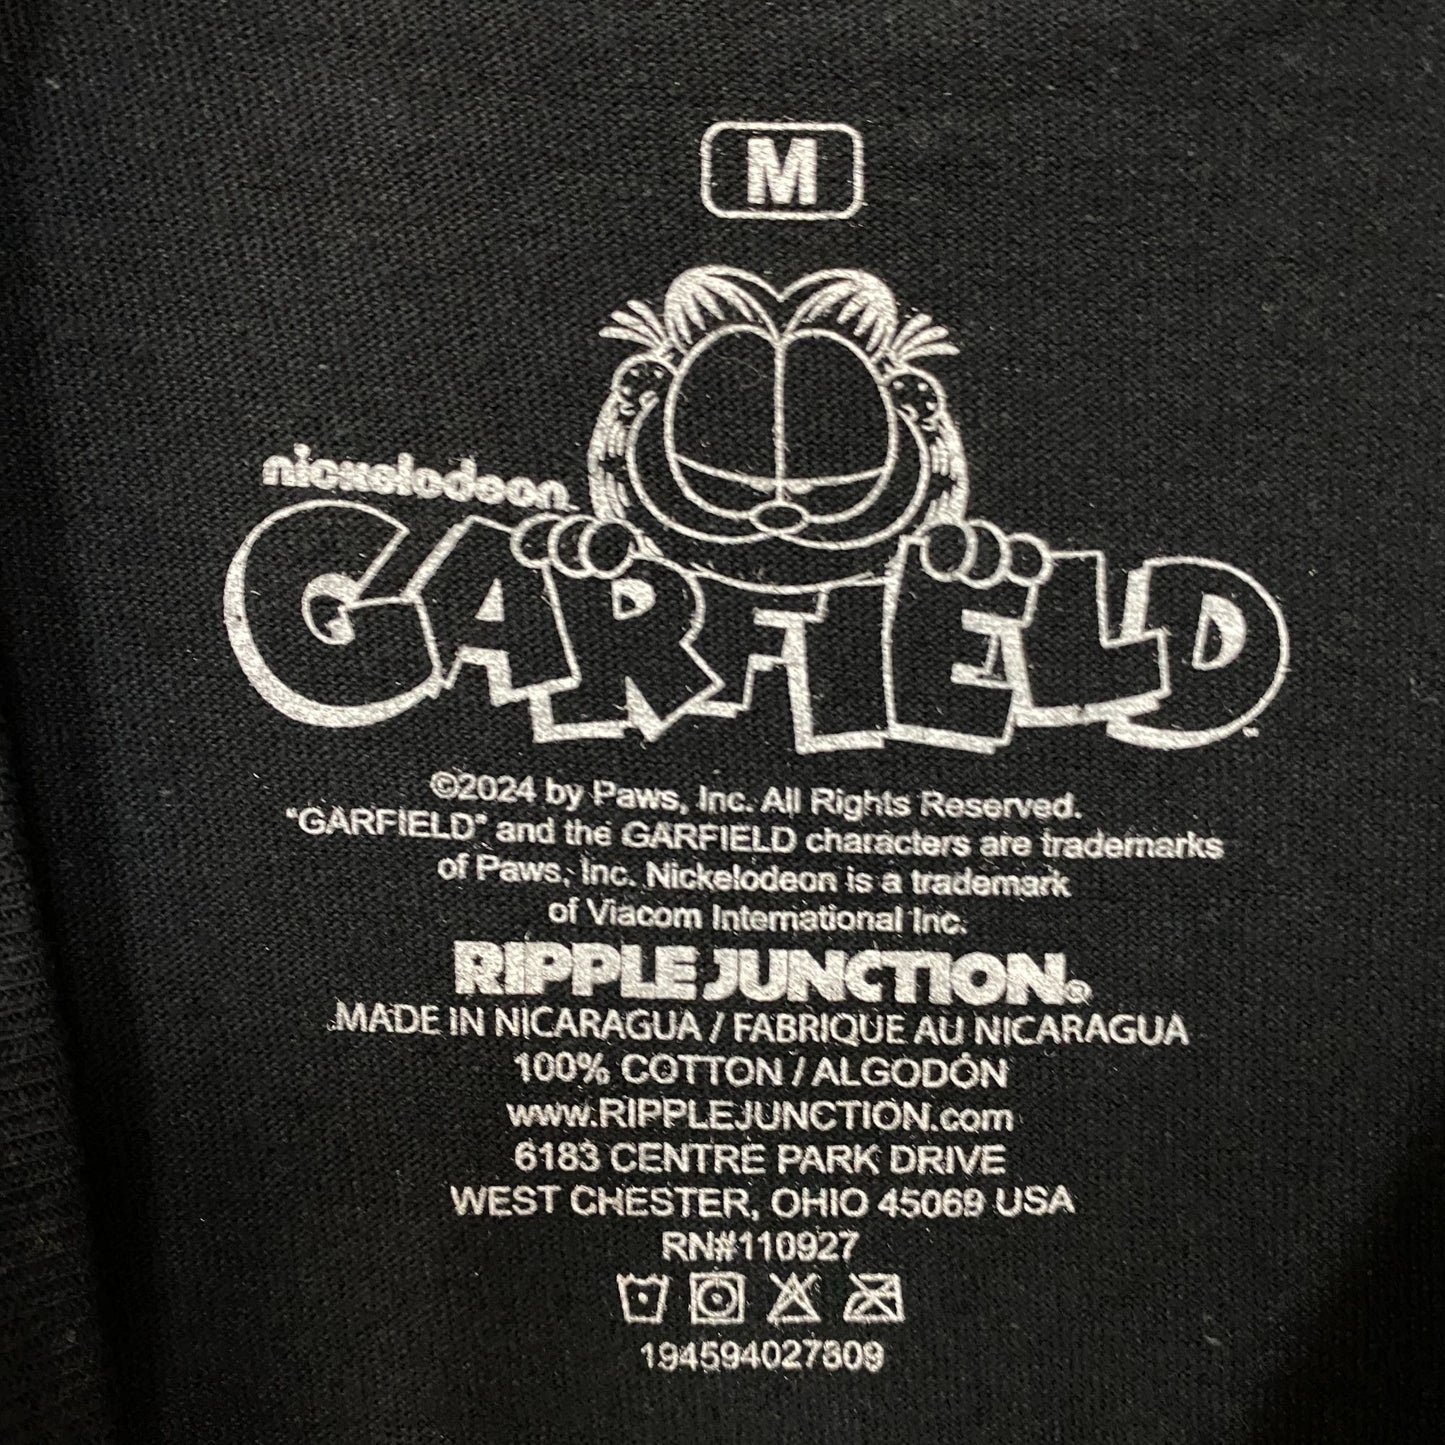 M
nickelodeon™
GARFIELD™
©2024 by Paws, Inc. All Rights Reserved.
"GARFIELD" and the GARFIELD characters are trademarks
of Paws, Inc. Nickelodeon is a trademark
of Viacom International Inc.
RIPPLE JUNCTION®
MADE IN NICARAGUA / FABRIQUE AU NICARAGUA
100% COTTON / ALGODÓN
www.RIPPLEJUNCTION.com
6183 CENTRE PARK DRIVE
WEST CHESTER, OHIO 45069 USA
RN#110927
194594027809